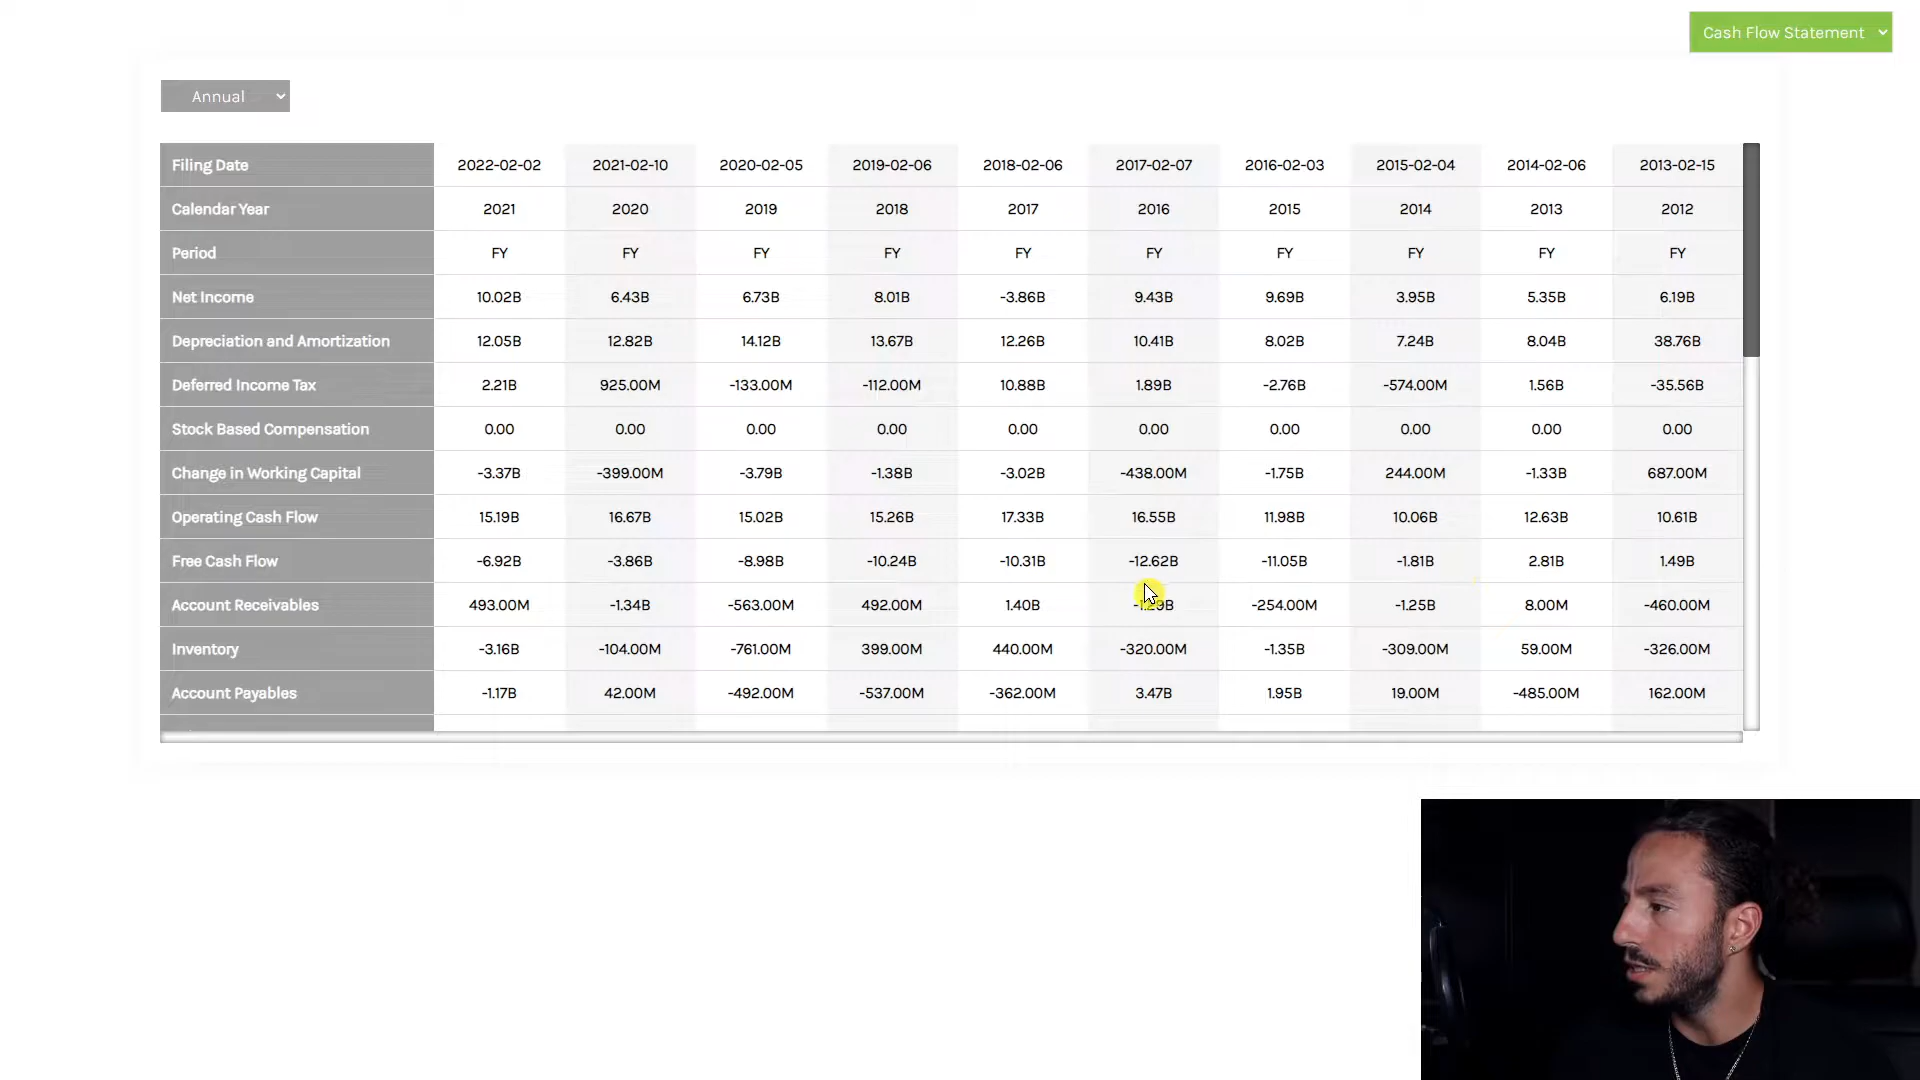 Cash Flow Statement
Annual
Filing Date 2022-02-02 2021-02-10 2020-02-05 2019-02-06 2018-02-06 2017-02-07 2016-02-03 2015-02-04 2014-02-06 2013-02-15
Calendar Year 2021 2020 2019 2018 2017 2016 2015 2014 2013 2012
Period FY FY FY FY FY FY FY FY FY FY
Net Income 10.02B 6.43B 6.73B 8.01B -3.86B 9.43B 9.69B 3.95B 5.35B 6.19B
Depreciation and Amortization 12.05B 12.82B 14.12B 13.67B 12.26B 10.41B 8.02B 7.24B 8.04B 38.76B
Deferred Income Tax 2.21B 925.00M -133.00M -112.00M 10.88B 1.89B -2.76B -574.00M 1.56B -35.56B
Stock Based Compensation 0.00 0.00 0.00 0.00 0.00 0.00 0.00 0.00 0.00 0.00
Change in Working Capital -3.37B -399.00M -3.79B -1.38B -3.02B -438.00M -1.75B 244.00M -1.33B 687.00M
Operating Cash Flow 15.19B 16.67B 15.02B 15.26B 17.33B 16.55B 11.98B 10.06B 12.63B 10.61B
Free Cash Flow -6.92B -3.86B -8.98B -10.24B -10.31B -12.62B -11.05B -1.81B 2.81B 1.49B
Account Receivables 493.00M -1.34B -563.00M 492.00M 1.40B -254.00M -1.25B 8.00M -460.00M
Inventory -3.16B -104.00M -761.00M 399.00M 440.00M -320.00M -1.35B -309.00M 59.00M -326.00M
Account Payables -1.17B 42.00M -492.00M -537.00M -362.00M 3.47B 1.95B 19.00M -485.00M 162.00M